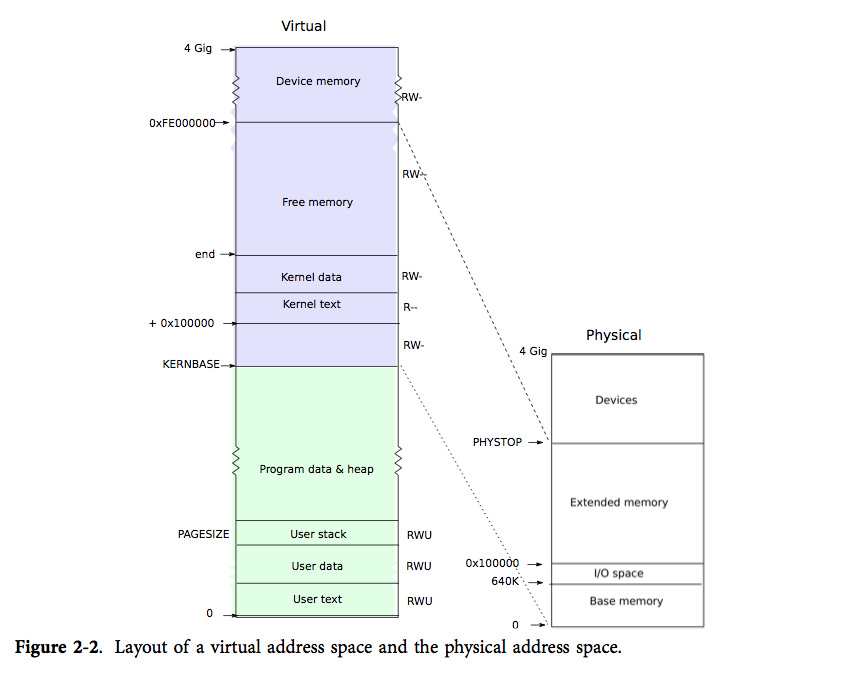 Virtual
4 Gig
Device memory
RW-
0xFE000000
RW-
Free memory
end
Kernel data
RW-
Kernel text
R--
+ 0x100000
RW-
KERNBASE
Program data & heap
PAGESIZE
User stack
RWU
User data
RWU
User text
RWU
0
Physical
4 Gig
Devices
PHYSTOP
Extended memory
0x100000
I/O space
640K
Base memory
0
Figure 2-2. Layout of a virtual address space and the physical address space.